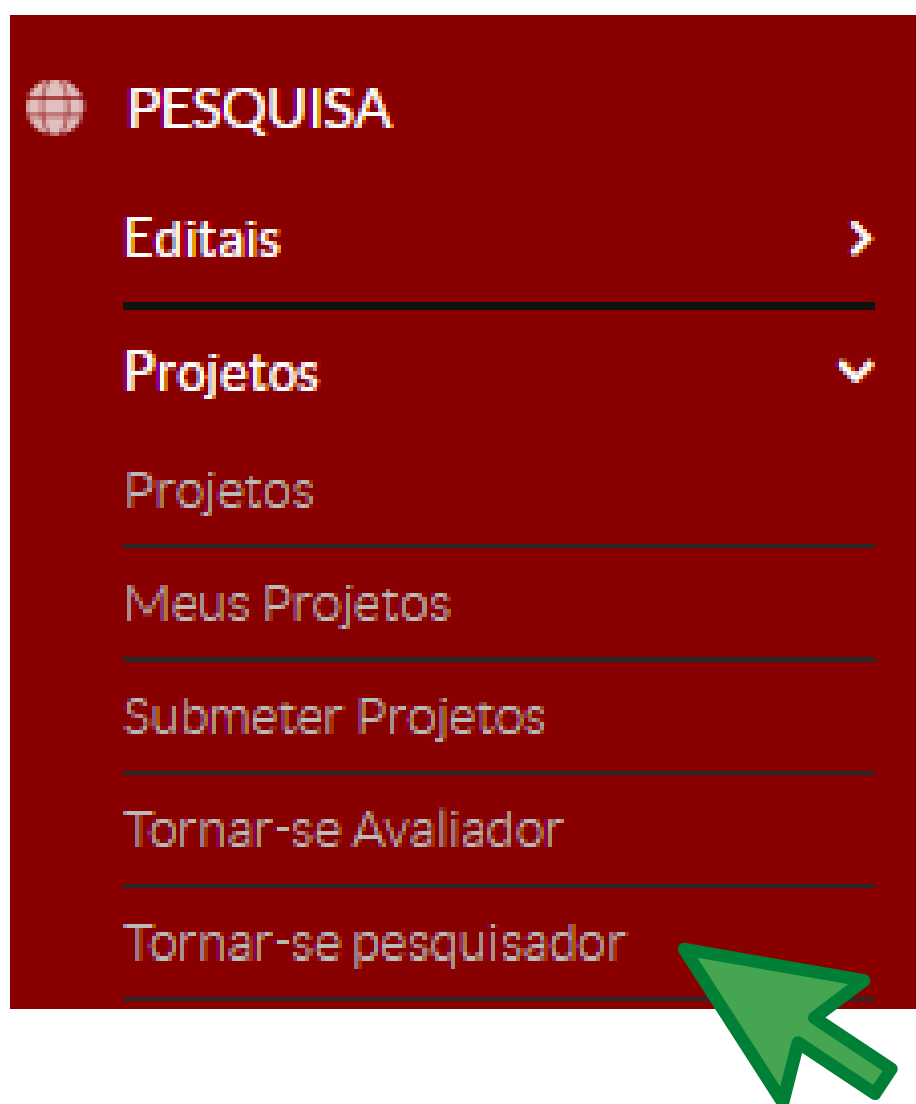 PESQUISA
Editais
Projetos
Projetos
Meus Projetos
Submeter Projetos
Tornar-se Avaliador
Tornar-se pesquisador